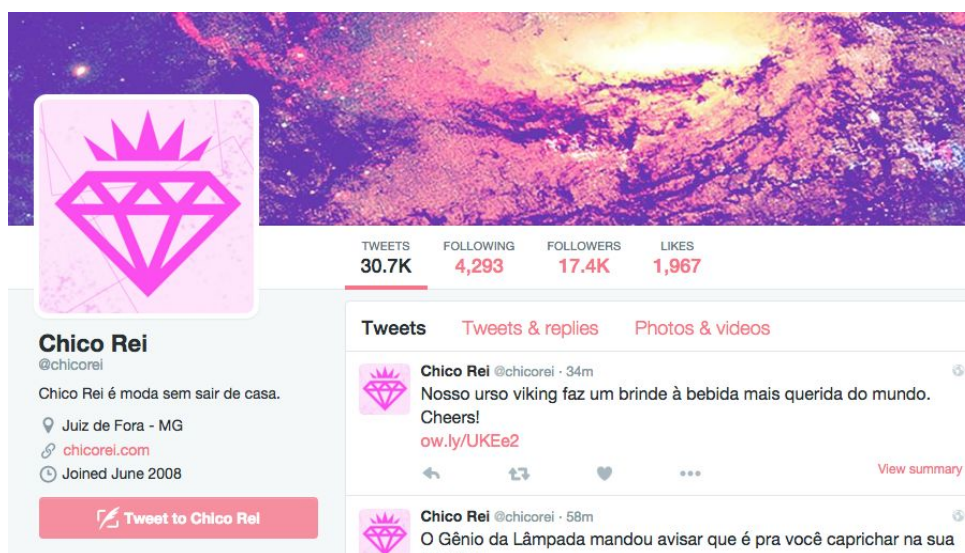 TWEETS FOLLOWING FOLLOWERS LIKES
30.7K 4,293 17.4K 1,967
Chico Rei
@chicorei
Chico Rei é moda sem sair de casa.
Juiz de Fora - MG
chicorei.com
Joined June 2008
Tweet to Chico Rei
Tweets Tweets & replies Photos & videos
Chico Rei @chicorei · 34m
Nosso urso viking faz um brinde à bebida mais querida do mundo.
Cheers!
ow.ly/UKEe2
View summary
Chico Rei @chicorei · 58m
O Gênio da Lâmpada mandou avisar que é pra você caprichar na sua